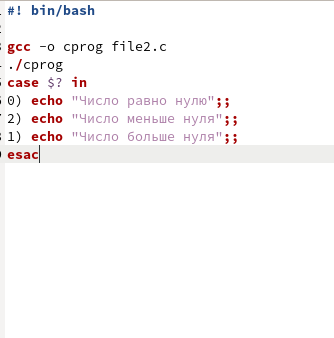 #! bin/bash
gcc -o cprog file2.c
./cprog
case $? in
0) echo "Число равно нулю";;
2) echo "Число меньше нуля";;
1) echo "Число больше нуля";;
esac